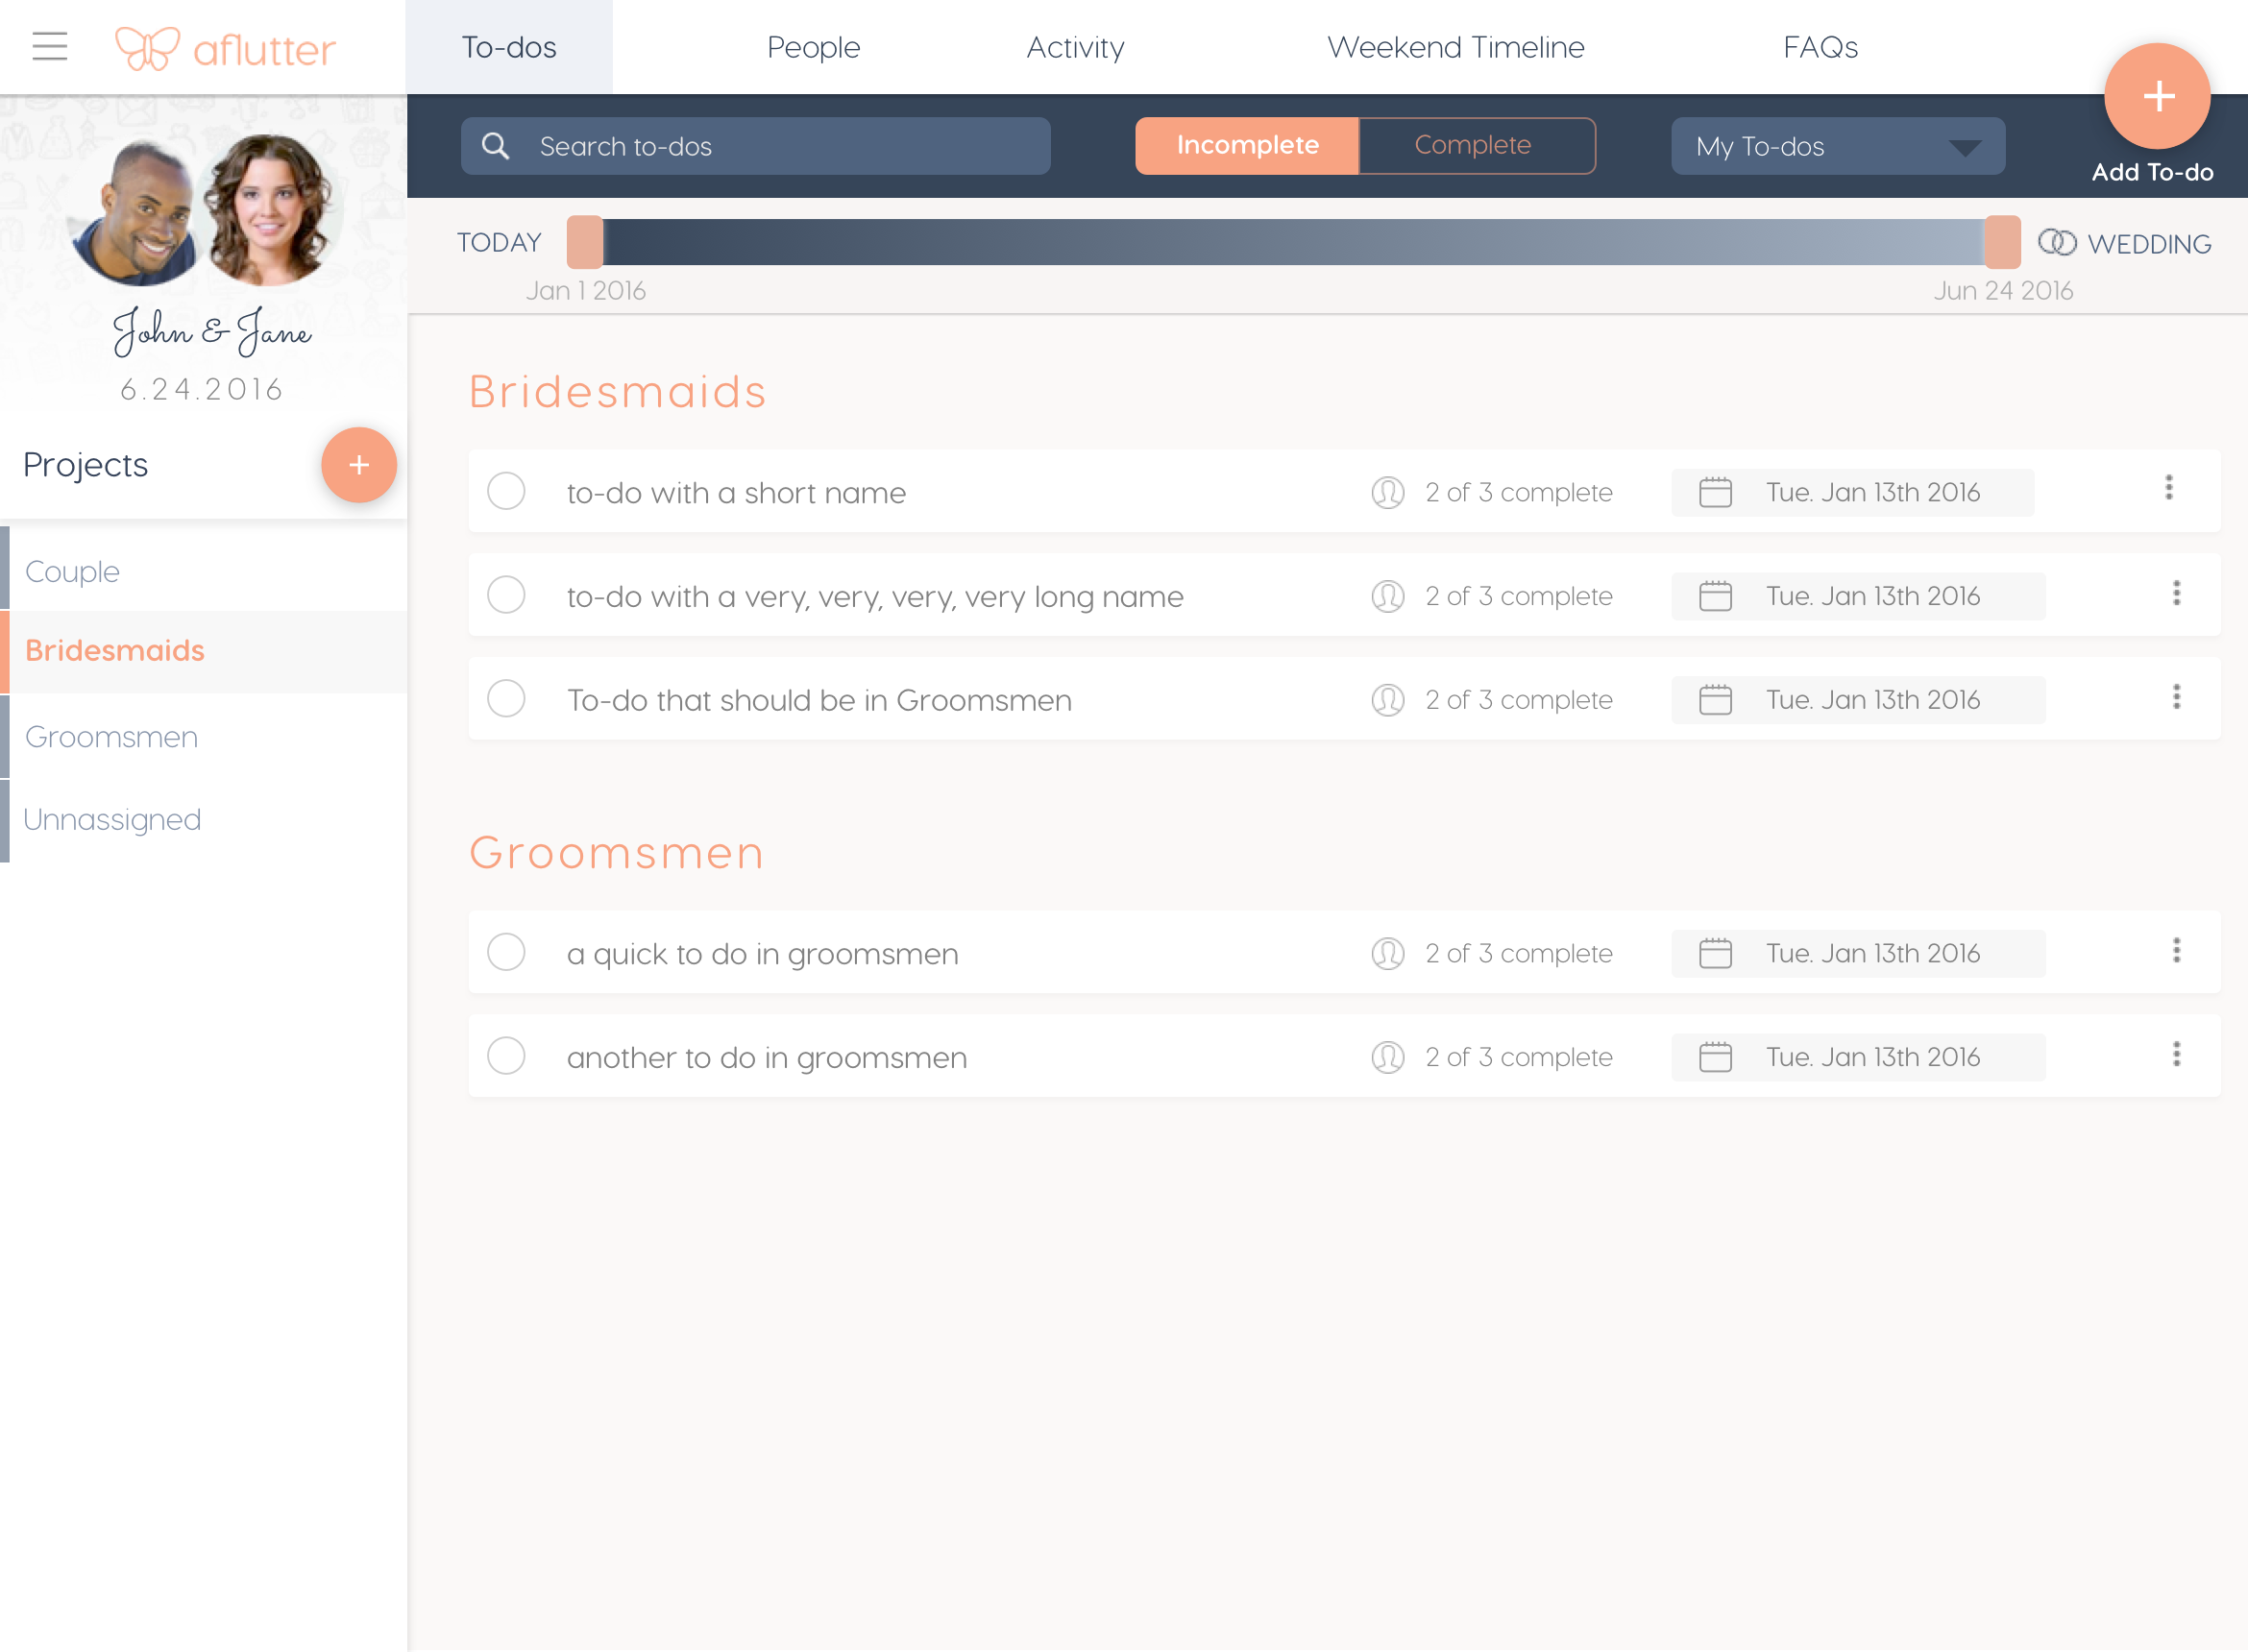 aflutter
To-dos People Activity Weekend Timeline FAQs
Search to-dos Incomplete Complete My To-dos
Add To-do
TODAY WEDDING
Jan 1 2016 Jun 24 2016
John & Jane
6.24.2016
Projects
Couple
Bridesmaids
Groomsmen
Unnassigned
Bridesmaids
to-do with a short name 2 of 3 complete Tue. Jan 13th 2016
to-do with a very, very, very, very long name 2 of 3 complete Tue. Jan 13th 2016
To-do that should be in Groomsmen 2 of 3 complete Tue. Jan 13th 2016
Groomsmen
a quick to do in groomsmen 2 of 3 complete Tue. Jan 13th 2016
another to do in groomsmen 2 of 3 complete Tue. Jan 13th 2016